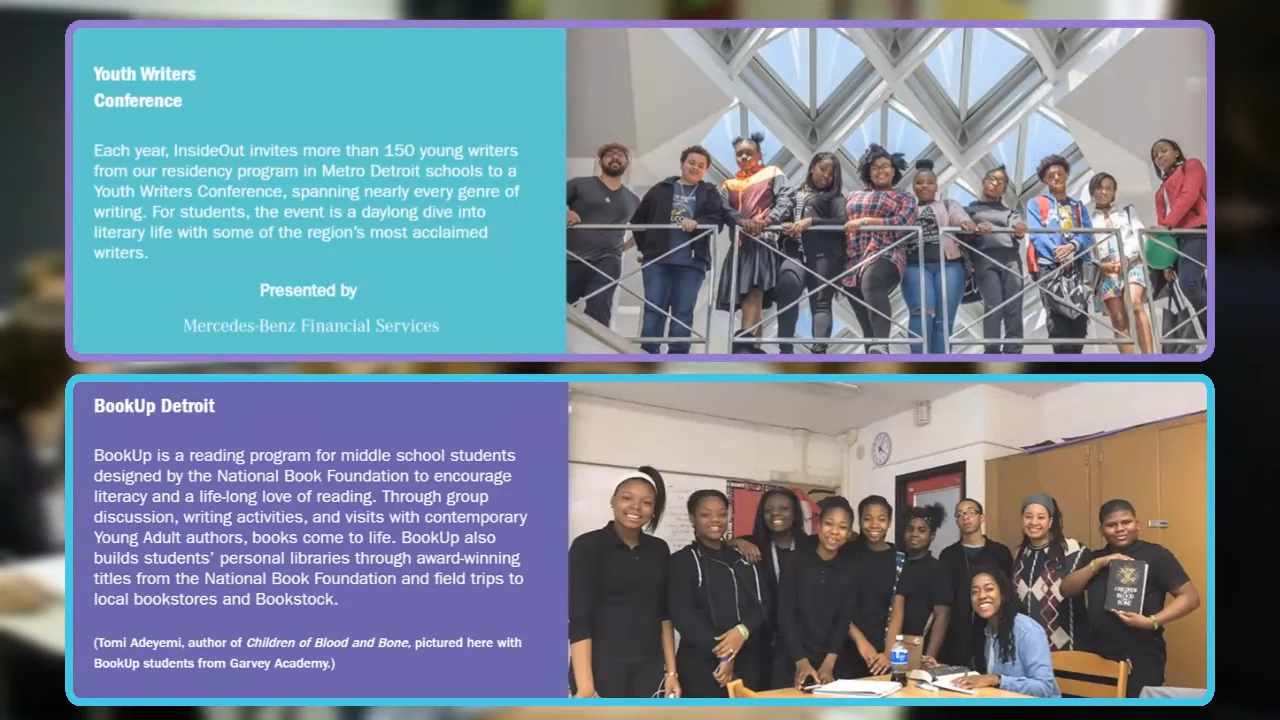 Youth Writers
Conference
Each year, InsideOut invites more than 150 young writers
from our residency program in Metro Detroit schools to a
Youth Writers Conference, spanning nearly every genre of
writing. For students, the event is a daylong dive into
literary life with some of the region's most acclaimed
writers.
Presented by
Mercedes-Benz Financial Services
BookUp Detroit
BookUp is a reading program for middle school students
designed by the National Book Foundation to encourage
literacy and a life-long love of reading. Through group
discussion, writing activities, and visits with contemporary
Young Adult authors, books come to life. BookUp also
builds students' personal libraries through award-winning
titles from the National Book Foundation and field trips to
local bookstores and Bookstock.
(Tomi Adeyemi, author of Children of Blood and Bone, pictured here with
BookUp students from Garvey Academy.)
CHILDREN
OF BLOOD
AND BONE